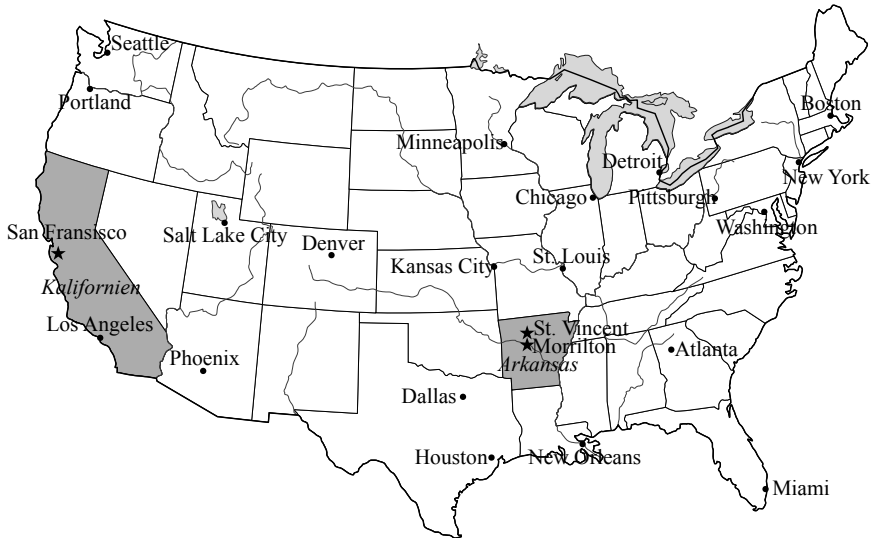 Seattle
Portland
Boston
Minneapolis
Detroit
New York
Chicago
Pittsburgh
San Fransisco
Salt Lake City
Denver
Washington
Kansas City
St. Louis
Kalifornien
Los Angeles
St. Vincent
Morrilton
Phoenix
Arkansas
Atlanta
Dallas
Houston
New Orleans
Miami